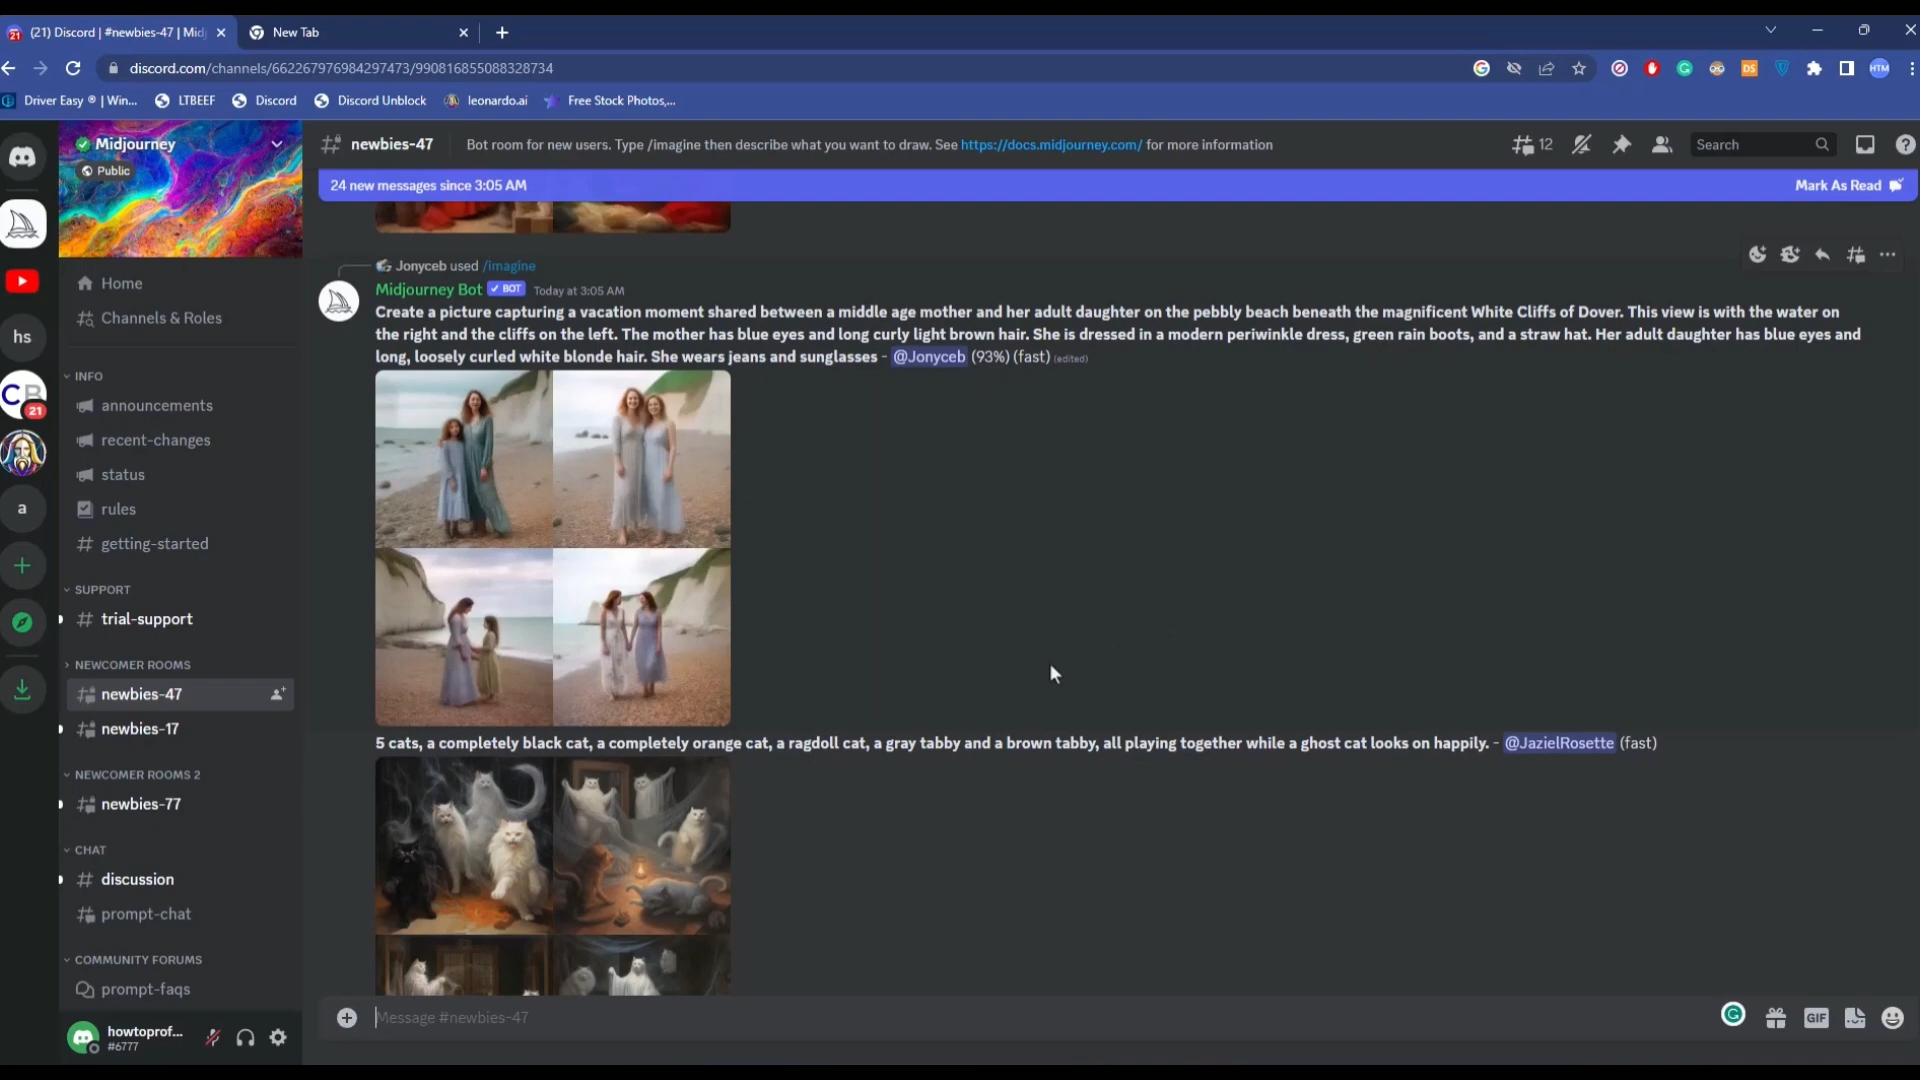 (21) Discord | #newbies-47 | Mid
New Tab
discord.com/channels/662267976984297473/990816855088328734
Driver Easy ® | Win...
LTBEEF
Discord
Discord Unblock
leonardo.ai
Free Stock Photos,...
HTM
Midjourney
Public
newbies-47
Bot room for new users. Type /imagine then describe what you want to draw. See https://docs.midjourney.com/ for more information
12
Search
24 new messages since 3:05 AM
Mark As Read
Home
Channels & Roles
INFO
announcements
recent-changes
status
rules
getting-started
SUPPORT
trial-support
NEWCOMER ROOMS
newbies-47
newbies-17
NEWCOMER ROOMS 2
newbies-77
CHAT
discussion
prompt-chat
COMMUNITY FORUMS
prompt-faqs
hs
CB
21
a
howtoprof...
#6777
Jonyceb used /imagine
Midjourney Bot ✓ BOT Today at 3:05 AM
Create a picture capturing a vacation moment shared between a middle age mother and her adult daughter on the pebbly beach beneath the magnificent White Cliffs of Dover. This view is with the water on
the right and the cliffs on the left. The mother has blue eyes and long curly light brown hair. She is dressed in a modern periwinkle dress, green rain boots, and a straw hat. Her adult daughter has blue eyes and
long, loosely curled white blonde hair. She wears jeans and sunglasses - @Jonyceb (93%) (fast) (edited)
5 cats, a completely black cat, a completely orange cat, a ragdoll cat, a gray tabby and a brown tabby, all playing together while a ghost cat looks on happily. - @JazielRosette (fast)
Message #newbies-47
GIF